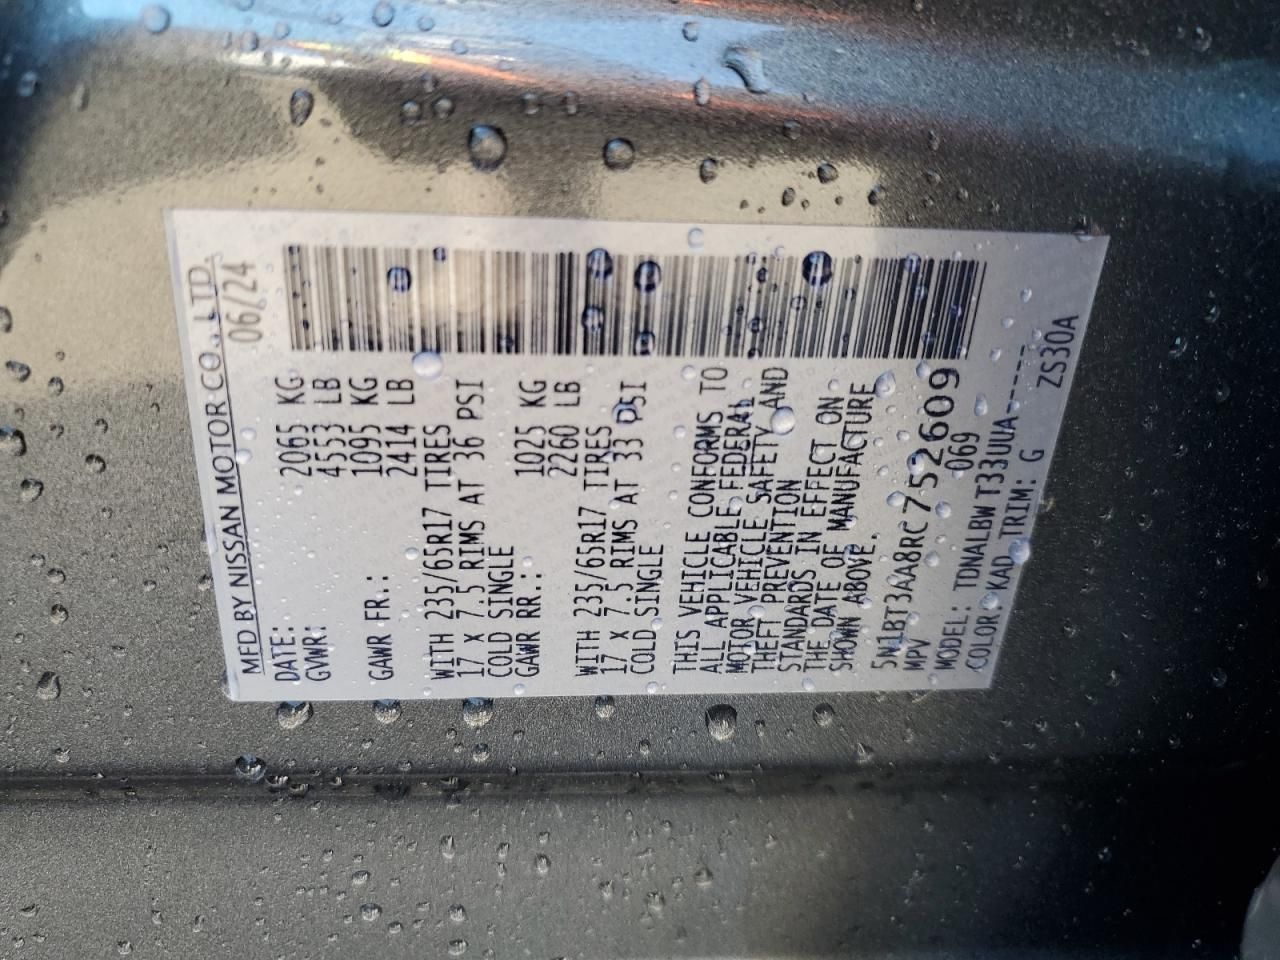 MFD BY NISSAN MOTOR CO., LTD.
DATE: 06/24
GVWR: 2065 KG
4553 LB
GAWR FR.: 1095 KG
2414 LB
WITH 235/65R17 TIRES
17 X 7.5 RIMS AT 36 PSI
COLD SINGLE
GAWR RR.: 1025 KG
2260 LB
WITH 235/65R17 TIRES
17 X 7.5 RIMS AT 33 PSI
COLD SINGLE
THIS VEHICLE CONFORMS TO
ALL APPLICABLE FEDERAL
MOTOR VEHICLE SAFETY AND
THEFT PREVENTION
STANDARDS IN EFFECT ON
THE DATE OF MANUFACTURE
SHOWN ABOVE.
5N1BT3AA8RC752609
MPV 069
MODEL: TDNALBWT33UUA-----
COLOR: KAD TRIM: G ZS30A